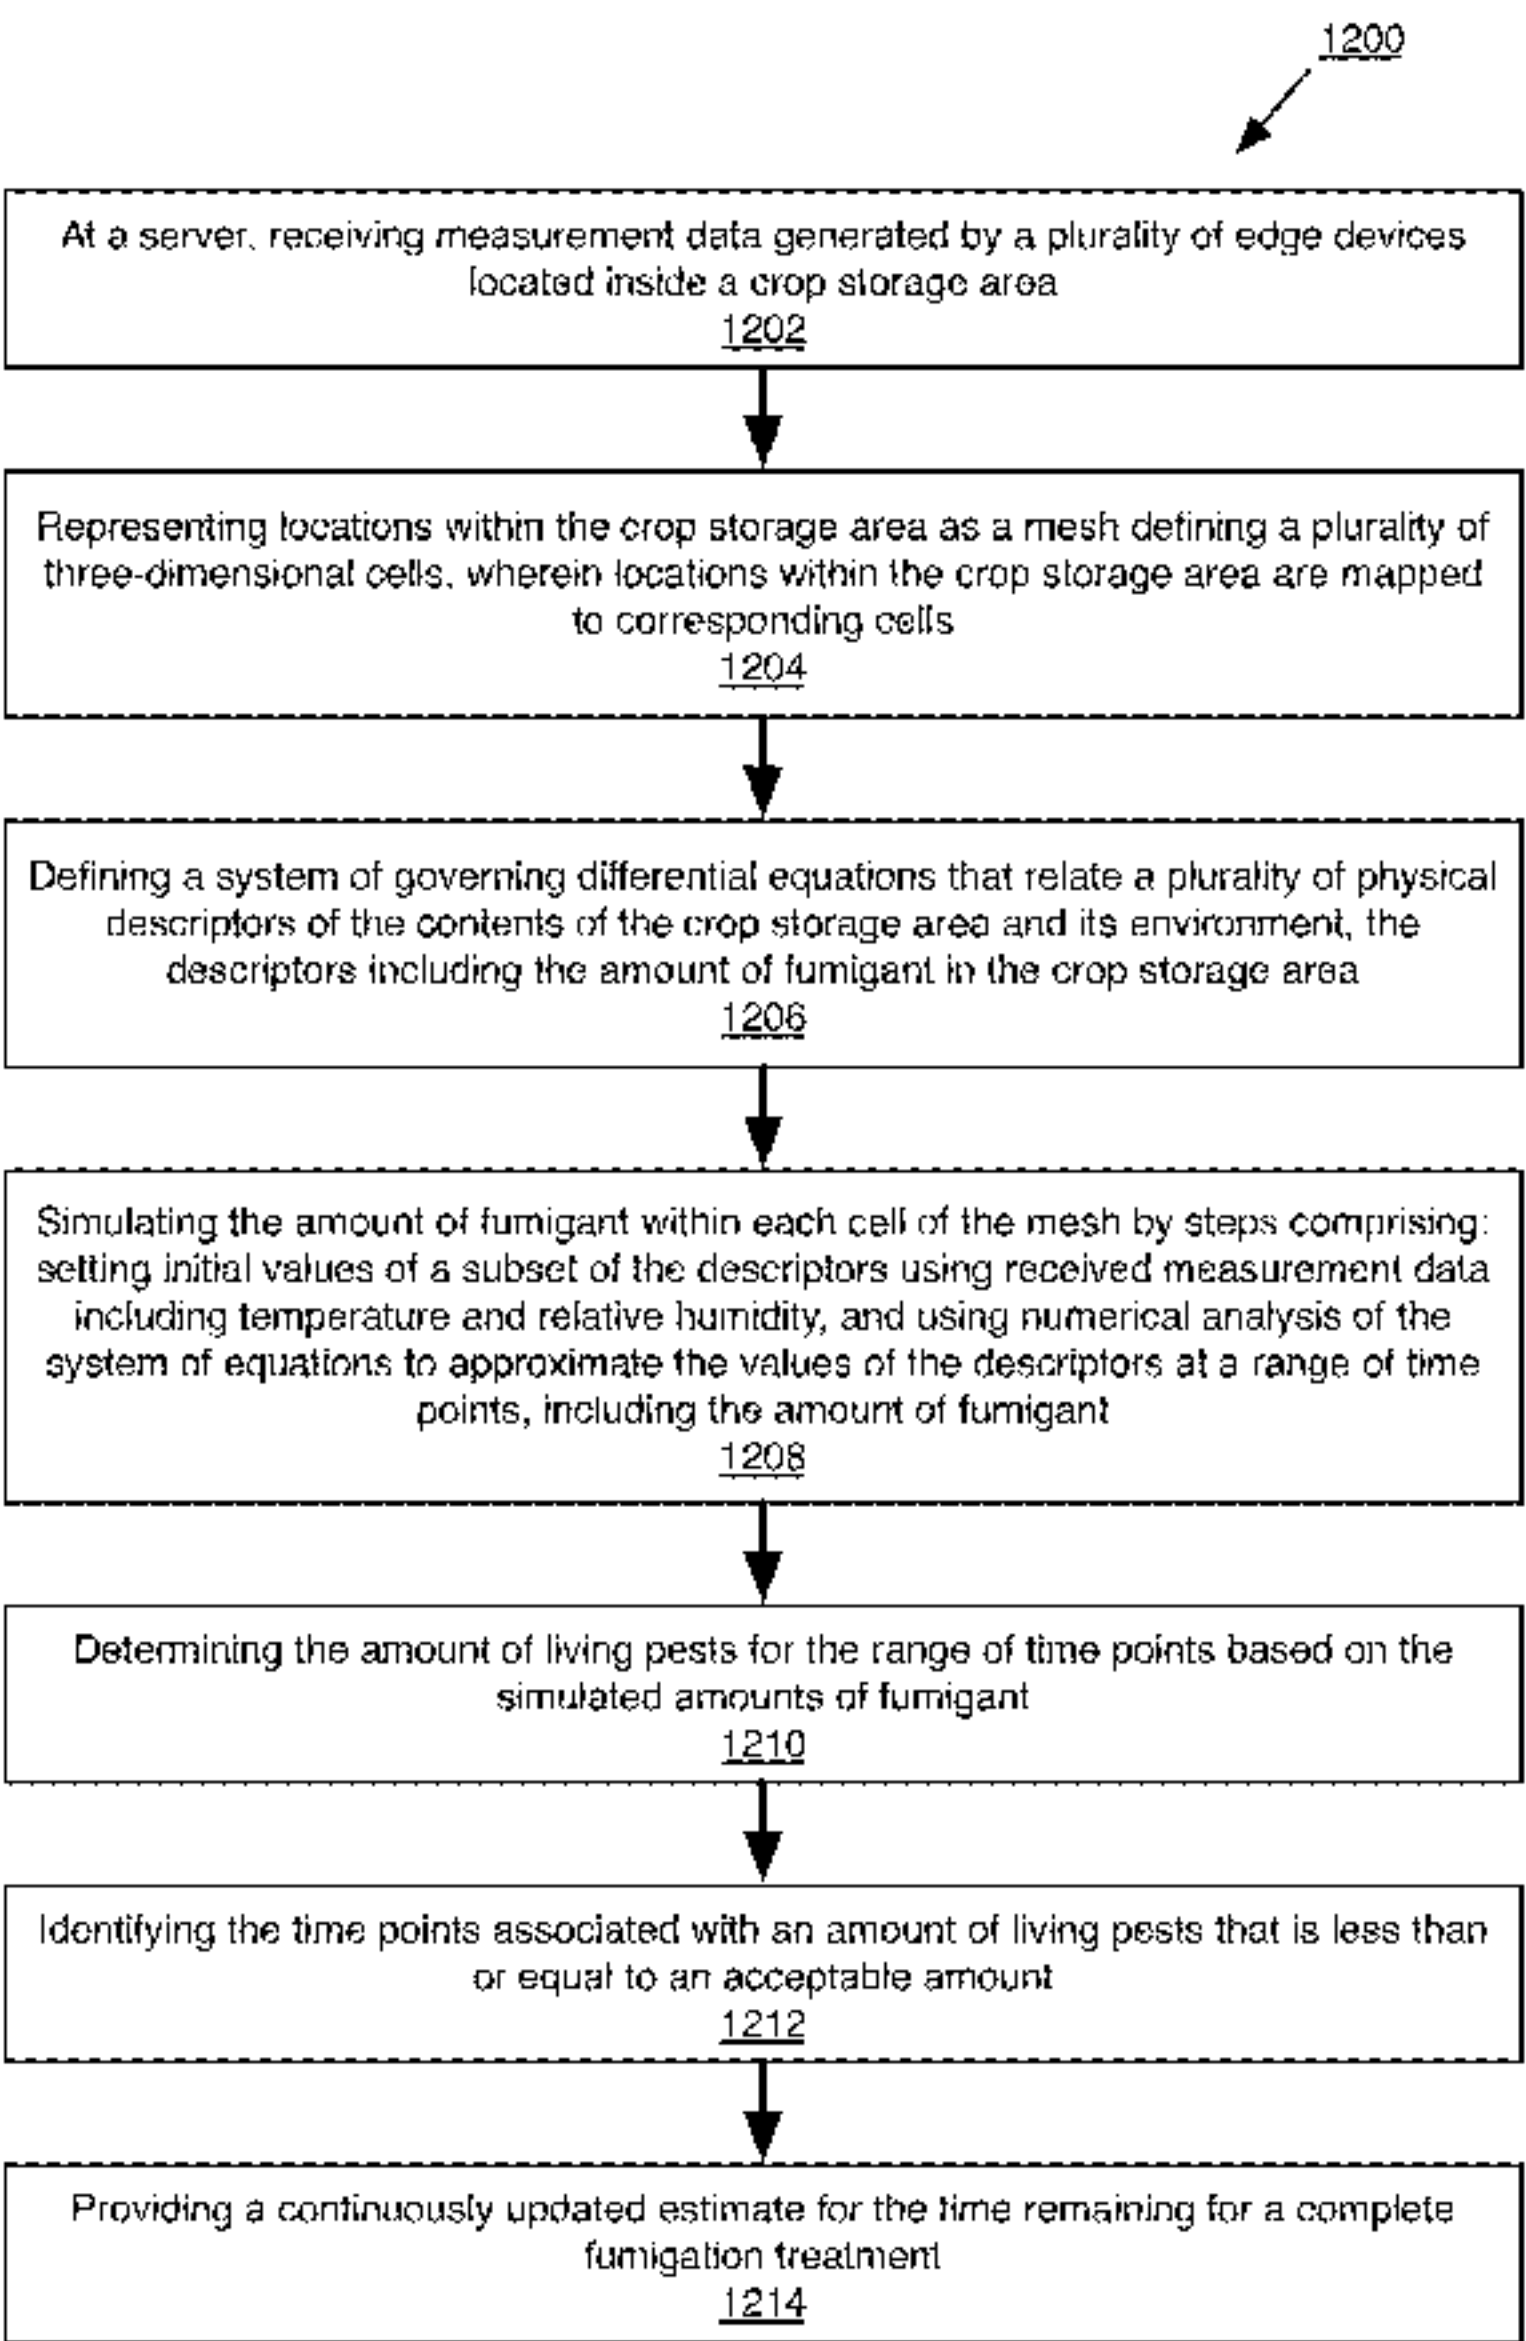 1200
At a server, receiving measurement data generated by a plurality of edge devices
located inside a crop storage area
1202
Representing locations within the crop storage area as a mesh defining a plurality of
three-dimensional cells, wherein locations within the crop storage area are mapped
to corresponding cells
1204
Defining a system of governing differential equations that relate a plurality of physical
descriptors of the contents of the crop storage area and its environment, the
descriptors including the amount of fumigant in the crop storage area
1206
Simulating the amount of fumigant within each cell of the mesh by steps comprising:
setting initial values of a subset of the descriptors using received measurement data
including temperature and relative humidity, and using numerical analysis of the
system of equations to approximate the values of the descriptors at a range of time
points, including the amount of fumigant
1208
Determining the amount of living pests for the range of time points based on the
simulated amounts of fumigant
1210
Identifying the time points associated with an amount of living pests that is less than
or equal to an acceptable amount
1212
Providing a continuously updated estimate for the time remaining for a complete
fumigation treatment
1214